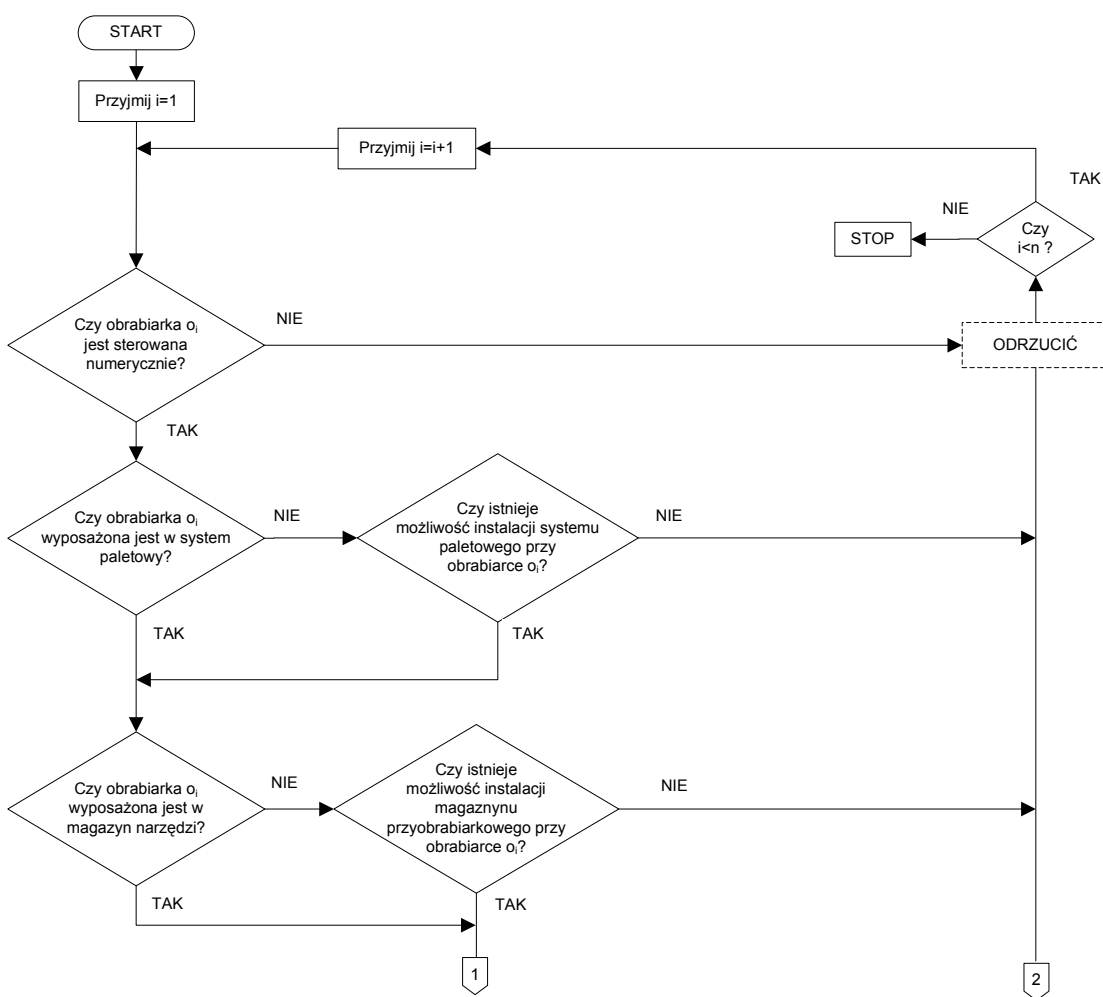 START
Przyjmij i=1
Przyjmij i=i+1
TAK
NIE
Czy
i<n ?
STOP
Czy obrabiarka oi
jest sterowana
numerycznie?
NIE
ODRZUCIĆ
TAK
Czy obrabiarka oi
wyposażona jest w system
paletowy?
NIE
Czy istnieje
możliwość instalacji systemu
paletowego przy
obrabiarce oi?
NIE
TAK
TAK
Czy obrabiarka oi
wyposażona jest w
magazyn narzędzi?
NIE
Czy istnieje
możliwość instalacji
magaznynu
przyobrabiarkowego przy
obrabiarce oi?
NIE
TAK
TAK
1
2